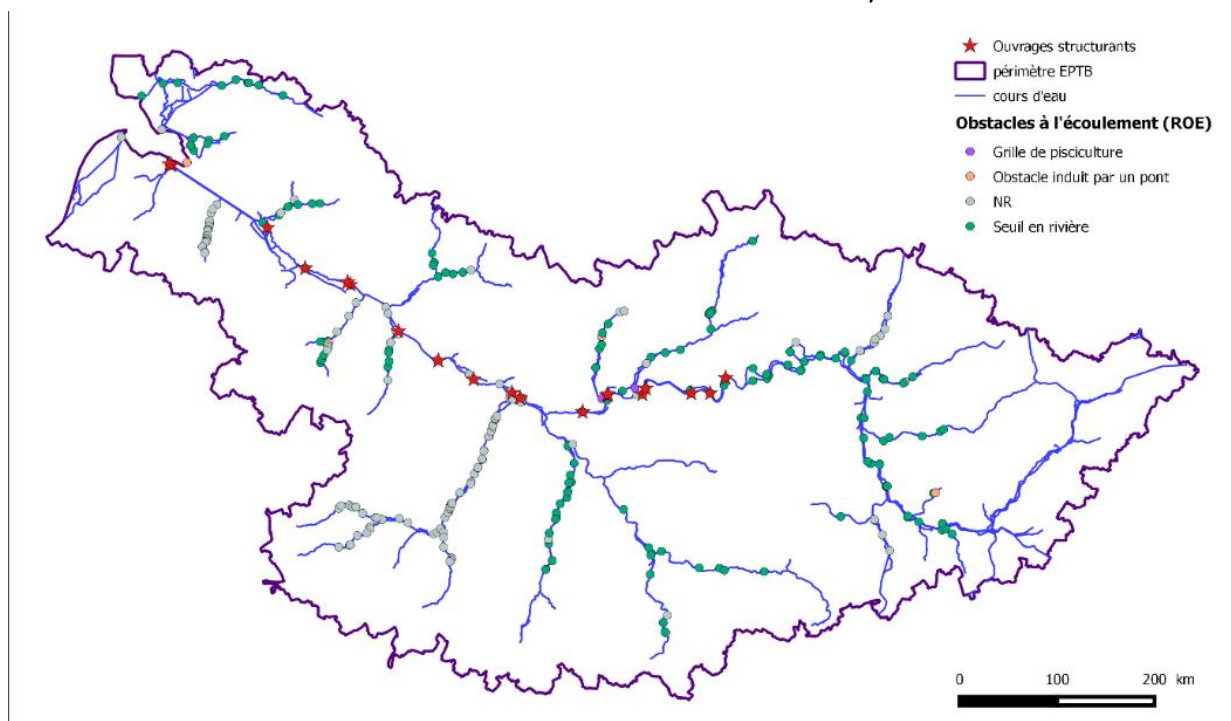 Ouvrages structurants
périmètre EPTB
cours d'eau
Obstacles à l'écoulement (ROE)
Grille de pisciculture
Obstacle induit par un pont
NR
Seuil en rivière
0 100 200 km